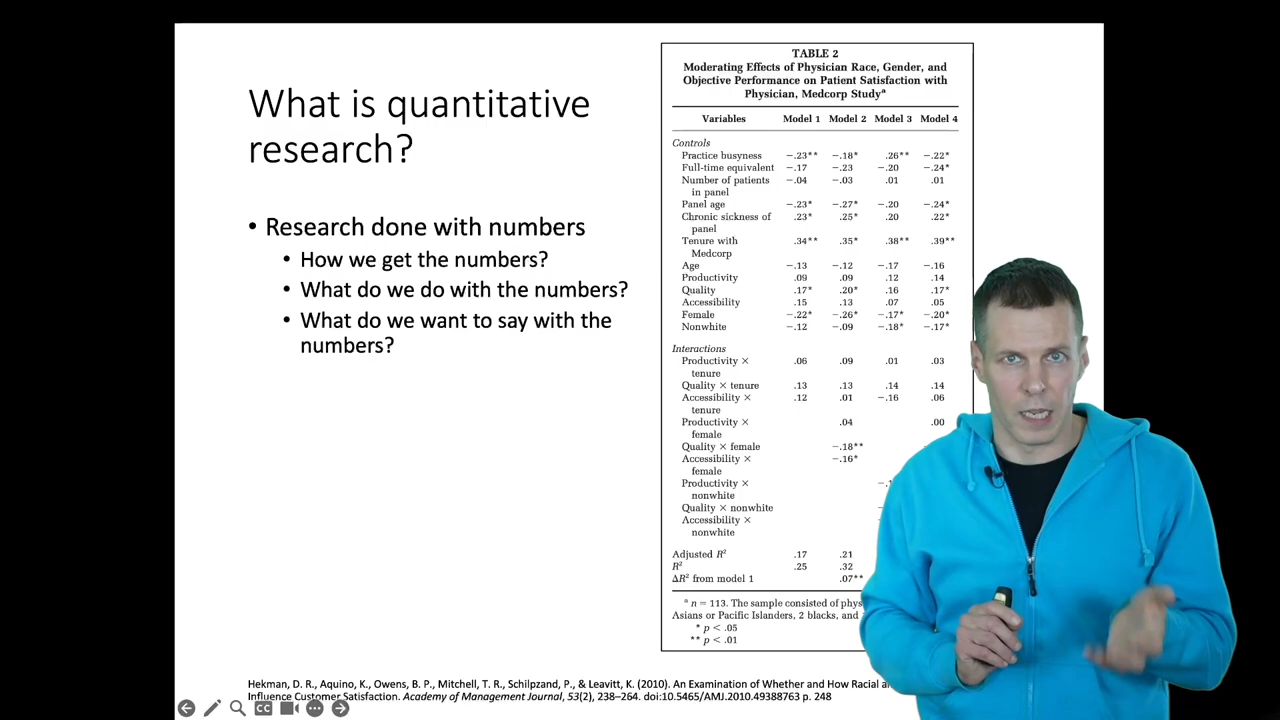 What is quantitative
research?
• Research done with numbers
• How we get the numbers?
• What do we do with the numbers?
• What do we want to say with the
numbers?
TABLE 2
Moderating Effects of Physician Race, Gender, and
Objective Performance on Patient Satisfaction with
Physician, Medcorp Studyᵃ
Variables Model 1 Model 2 Model 3 Model 4
Controls
Practice busyness −.23** −.18* .26** −.22*
Full-time equivalent −.17 −.23 −.20 −.24*
Number of patients −.04 −.03 .01 .01
in panel
Panel age −.23* −.27* −.20 −.24*
Chronic sickness of .23* .25* .20 .22*
panel
Tenure with .34** .35* .38** .39**
Medcorp
Age −.13 −.12 −.17 −.16
Productivity .09 .09 .12 .14
Quality .17* .20* .16 .17*
Accessibility .15 .13 .07 .05
Female −.22* −.26* −.17* −.20*
Nonwhite −.12 −.09 −.18* −.17*
Interactions
Productivity × .06 .09 .01 .03
tenure
Quality × tenure .13 .13 .14 .14
Accessibility × .12 .01 −.16 .06
tenure
Productivity × .04 .00
female
Quality × female −.18**
Accessibility × −.16*
female
Productivity ×
nonwhite
Quality × nonwhite
Accessibility ×
nonwhite
Adjusted R² .17 .21
R² .25 .32
ΔR² from model 1 .07**
ᵃ n = 113. The sample consisted of
Asians or Pacific Islanders, 2 blacks, and
* p < .05
** p < .01
Hekman, D. R., Aquino, K., Owens, B. P., Mitchell, T. R., Schilpzand, P., & Leavitt, K. (2010). An Examination of Whether and How Racial
Influence Customer Satisfaction. Academy of Management Journal, 53(2), 238–264. doi:10.5465/AMJ.2010.49388763 p. 248
CC